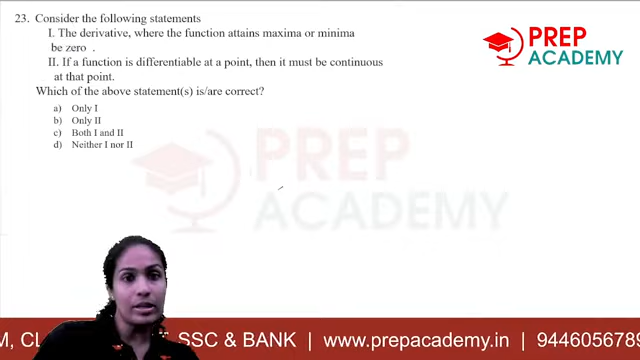 23. Consider the following statements
I. The derivative, where the function attains maxima or minima
be zero .
II. If a function is differentiable at a point, then it must be continuous
at that point.
Which of the above statement(s) is/are correct?
a) Only I
b) Only II
c) Both I and II
d) Neither I nor II
PREP
ACADEMY
PREP
ACADEMY
SSC & BANK | www.prepacademy.in | 9446056789